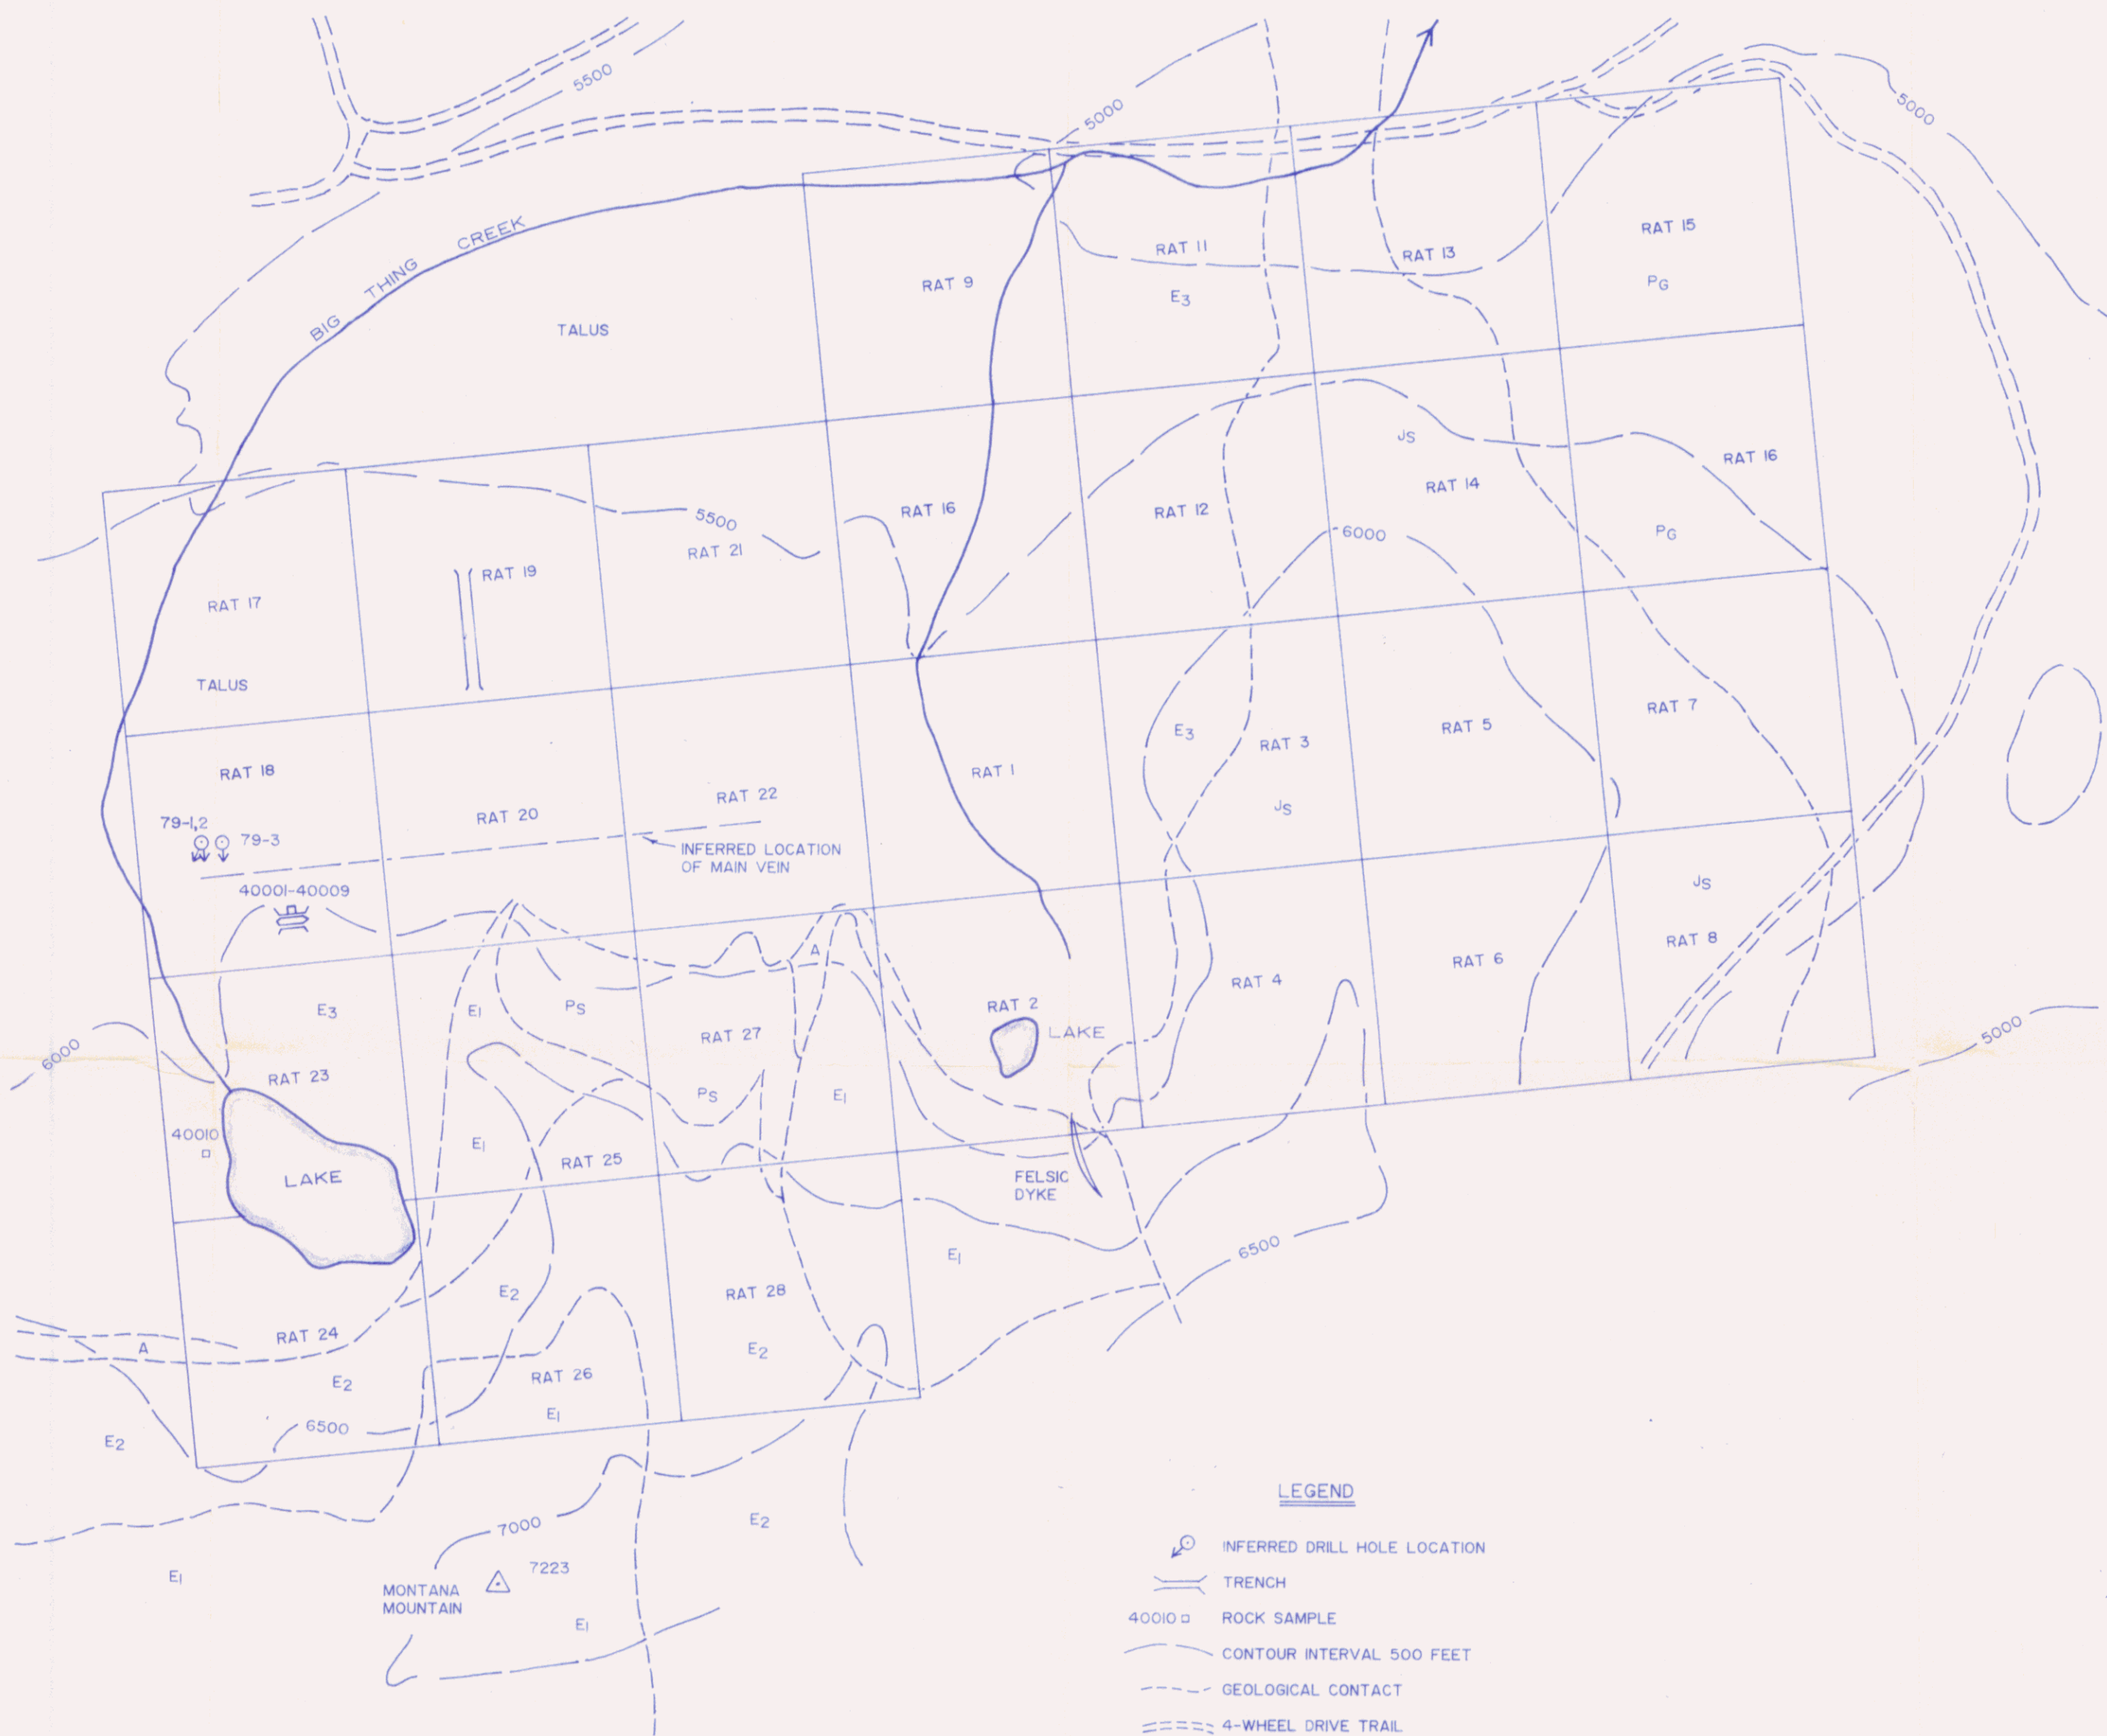 5500
5000
5000
BIG THING CREEK
RAT 15
RAT 11
RAT 13
RAT 9
PG
E3
TALUS
JS
RAT 16
RAT 14
RAT 16
RAT 12
5500
RAT 21
6000
PG
RAT 19
RAT 17
TALUS
RAT 7
RAT 5
E3
RAT 3
RAT 18
RAT 1
RAT 22
JS
RAT 20
79-1,2
79-3
INFERRED LOCATION
OF MAIN VEIN
40001-40009
JS
RAT 8
A
RAT 6
RAT 4
E3
E1
PS
RAT 2
LAKE
RAT 27
5000
6000
RAT 23
PS
E1
40010
E1
RAT 25
LAKE
FELSIC
DYKE
E1
6500
E2
RAT 28
RAT 24
A
E2
E2
RAT 26
E1
6500
E2
E2
7000
7223
MONTANA
MOUNTAIN
E1
E1
LEGEND
INFERRED DRILL HOLE LOCATION
TRENCH
40010 ROCK SAMPLE
CONTOUR INTERVAL 500 FEET
GEOLOGICAL CONTACT
4-WHEEL DRIVE TRAIL